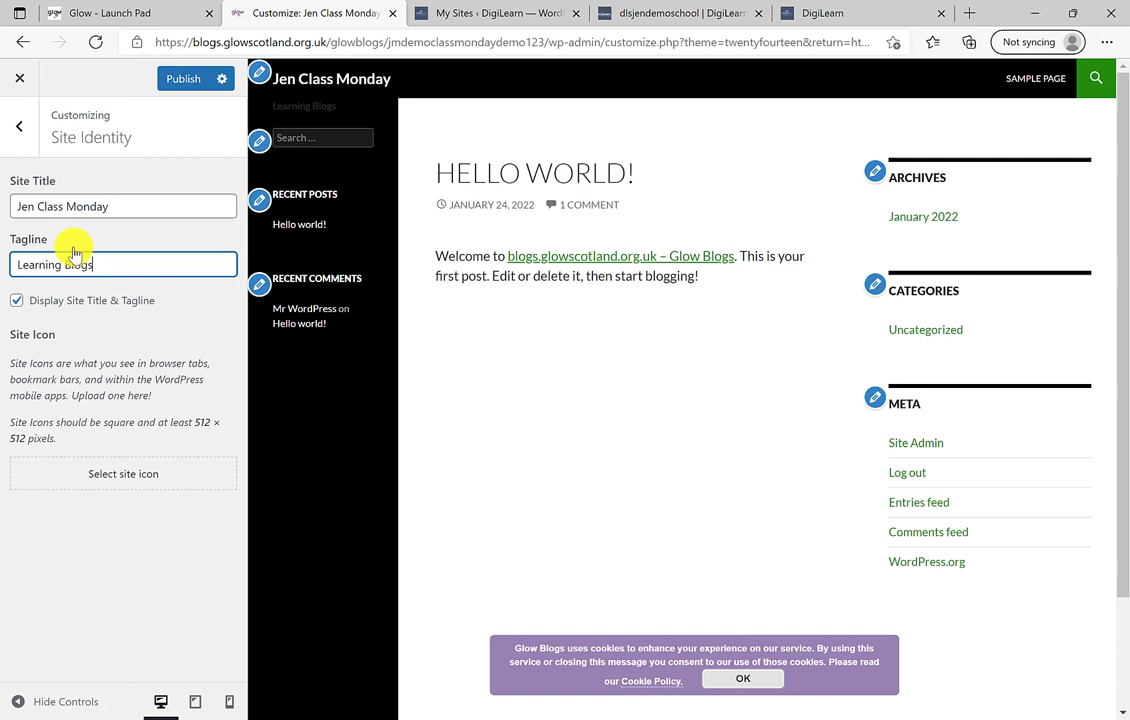 Glow - Launch Pad
Customize: Jen Class Monday
My Sites ‹ DigiLearn — Word
dlsjendemoschool | DigiLearn
DigiLearn
https://blogs.glowscotland.org.uk/glowblogs/jmdemoclassmondaydemo123/wp-admin/customize.php?theme=twentyfourteen&return=ht...
Not syncing
Publish
Customizing
Site Identity
Site Title
Jen Class Monday
Tagline
Learning Blogs
Display Site Title & Tagline
Site Icon
Site Icons are what you see in browser tabs,
bookmark bars, and within the WordPress
mobile apps. Upload one here!
Site Icons should be square and at least 512 ×
512 pixels.
Select site icon
Hide Controls
Jen Class Monday
Learning Blogs
Search ...
RECENT POSTS
Hello world!
RECENT COMMENTS
Mr WordPress on
Hello world!
SAMPLE PAGE
HELLO WORLD!
JANUARY 24, 2022 1 COMMENT
Welcome to blogs.glowscotland.org.uk – Glow Blogs. This is your
first post. Edit or delete it, then start blogging!
ARCHIVES
January 2022
CATEGORIES
Uncategorized
META
Site Admin
Log out
Entries feed
Comments feed
WordPress.org
Glow Blogs uses cookies to enhance your experience on our service. By using this
service or closing this message you consent to our use of those cookies. Please read
our Cookie Policy. OK